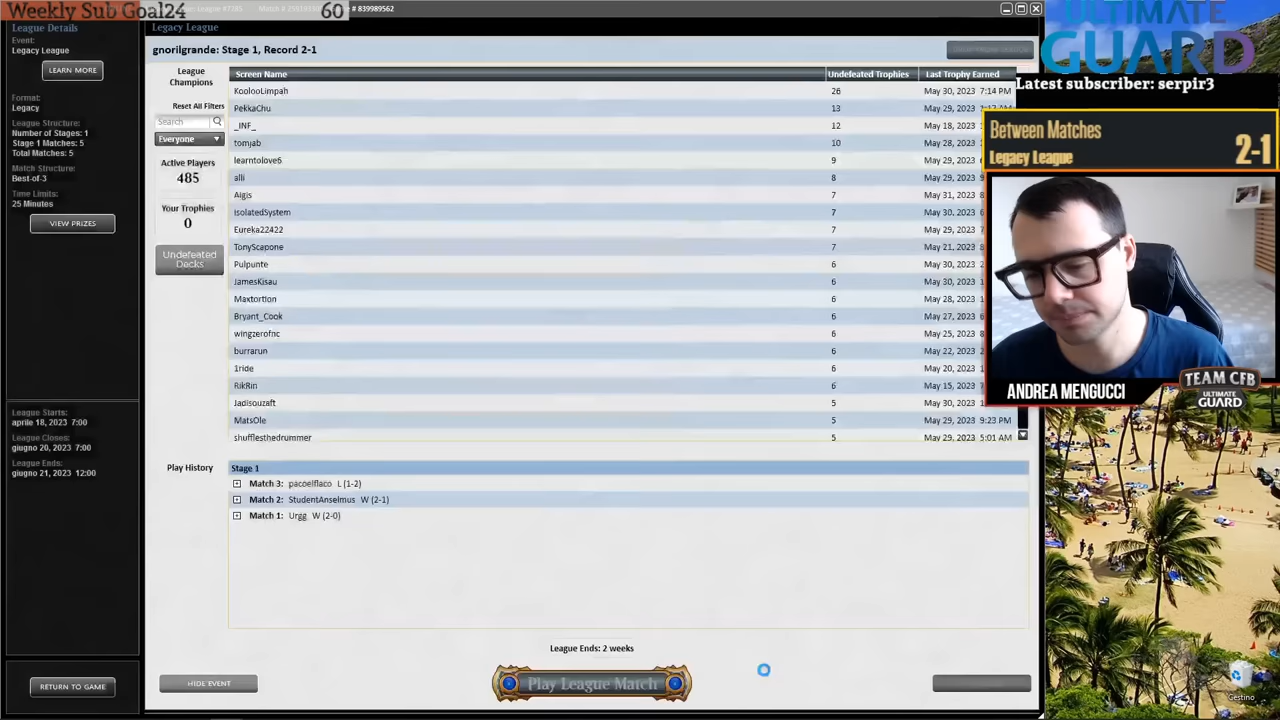 Weekly Sub Goal24 60
# 839989562
League Details
Event:
Legacy League
LEARN MORE
Format:
Legacy
League Structure:
Number of Stages: 1
Stage 1 Matches: 5
Total Matches: 5
Match Structure:
Best-of-3
Time Limits:
25 Minutes
VIEW PRIZES
League Starts:
aprile 18, 2023 7:00
League Closes:
giugno 20, 2023 7:00
League Ends:
giugno 21, 2023 12:00
RETURN TO GAME
Legacy League
gnorilgrande: Stage 1, Record 2-1
League
Champions
Reset All Filters
Search
Everyone
Active Players
485
Your Trophies
0
Undefeated
Decks
Screen Name Undefeated Trophies Last Trophy Earned
KoolooLimpah 26 May 30, 2023 7:14 PM
PekkaChu 13 May 29, 2023
_INF_ 12 May 18, 2023
tomjab 10 May 28, 2023
learntolove6 9 May 29, 2023
alli 8 May 29, 2023
Aigis 7 May 31, 2023
isolatedSystem 7 May 30, 2023
Eureka22422 7 May 29, 2023
TonyScapone 7 May 21, 2023
Pulpunte 6 May 30, 2023
JamesKisau 6 May 30, 2023
Maxtortion 6 May 28, 2023
Bryant_Cook 6 May 27, 2023
wingzerofnc 6 May 25, 2023
burrarun 6 May 22, 2023
1ride 6 May 20, 2023
RikRin 6 May 15, 2023
Jadisouzaft 5 May 30, 2023
MatsOle 5 May 29, 2023 9:23 PM
shufflesthedrummer 5 May 29, 2023 5:01 AM
Play History
Stage 1
Match 3: pacoelflaco L (1-2)
Match 2: StudentAnselmus W (2-1)
Match 1: Urgg W (2-0)
League Ends: 2 weeks
HIDE EVENT
Play League Match
ULTIMATE
GUARD
Latest subscriber: serpir3
Between Matches
Legacy League
2-1
ANDREA MENGUCCI
TEAM CFB
ULTIMATE
GUARD
Gestino